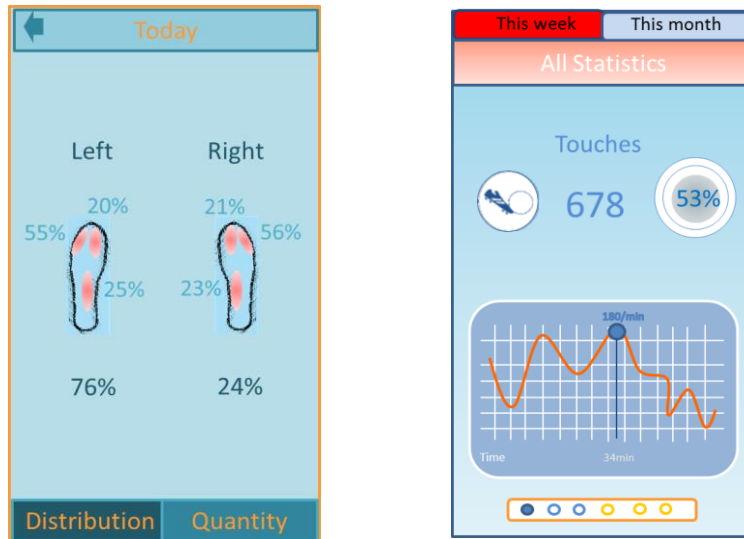 Today
Left Right
20% 21%
55% 56%
25% 23%
76% 24%
Distribution Quantity
This week This month
All Statistics
Touches
678 53%
180/min
Time 34min